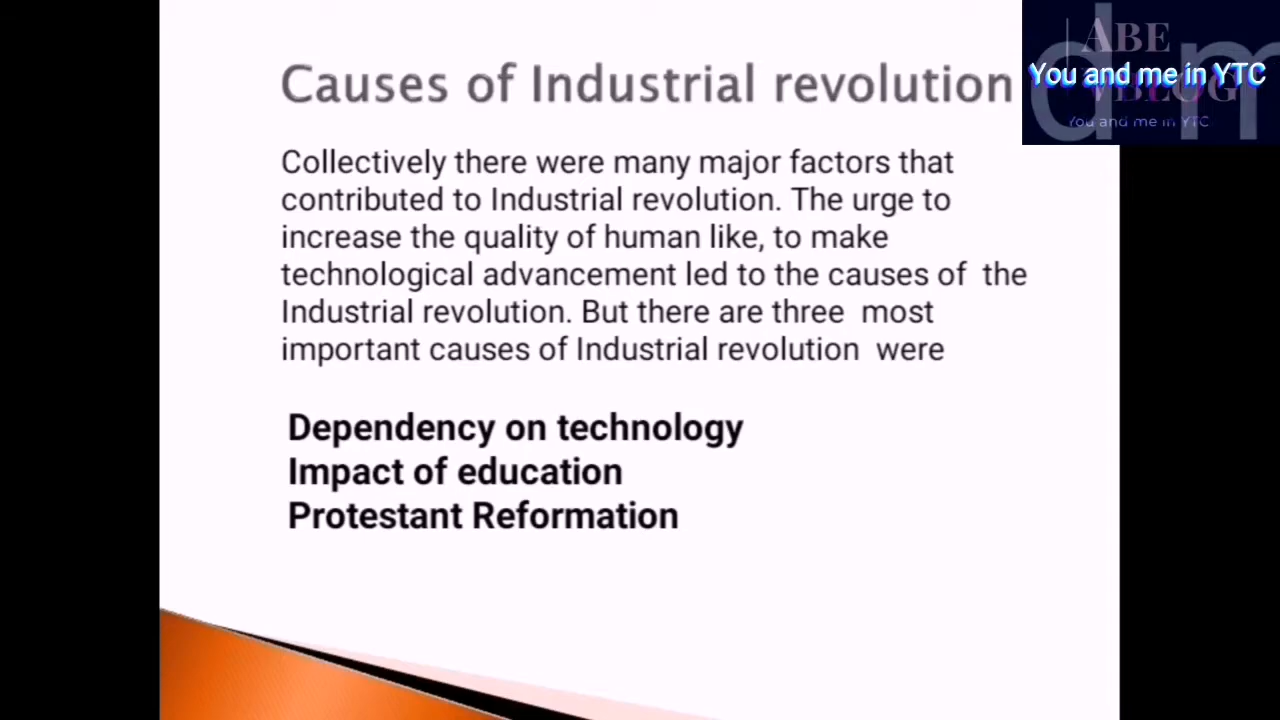 Causes of Industrial revolution
ABE
You and me in YTC
VBLOG
You and me in YTC
d m
Collectively there were many major factors that
contributed to Industrial revolution. The urge to
increase the quality of human like, to make
technological advancement led to the causes of the
Industrial revolution. But there are three most
important causes of Industrial revolution were
Dependency on technology
Impact of education
Protestant Reformation